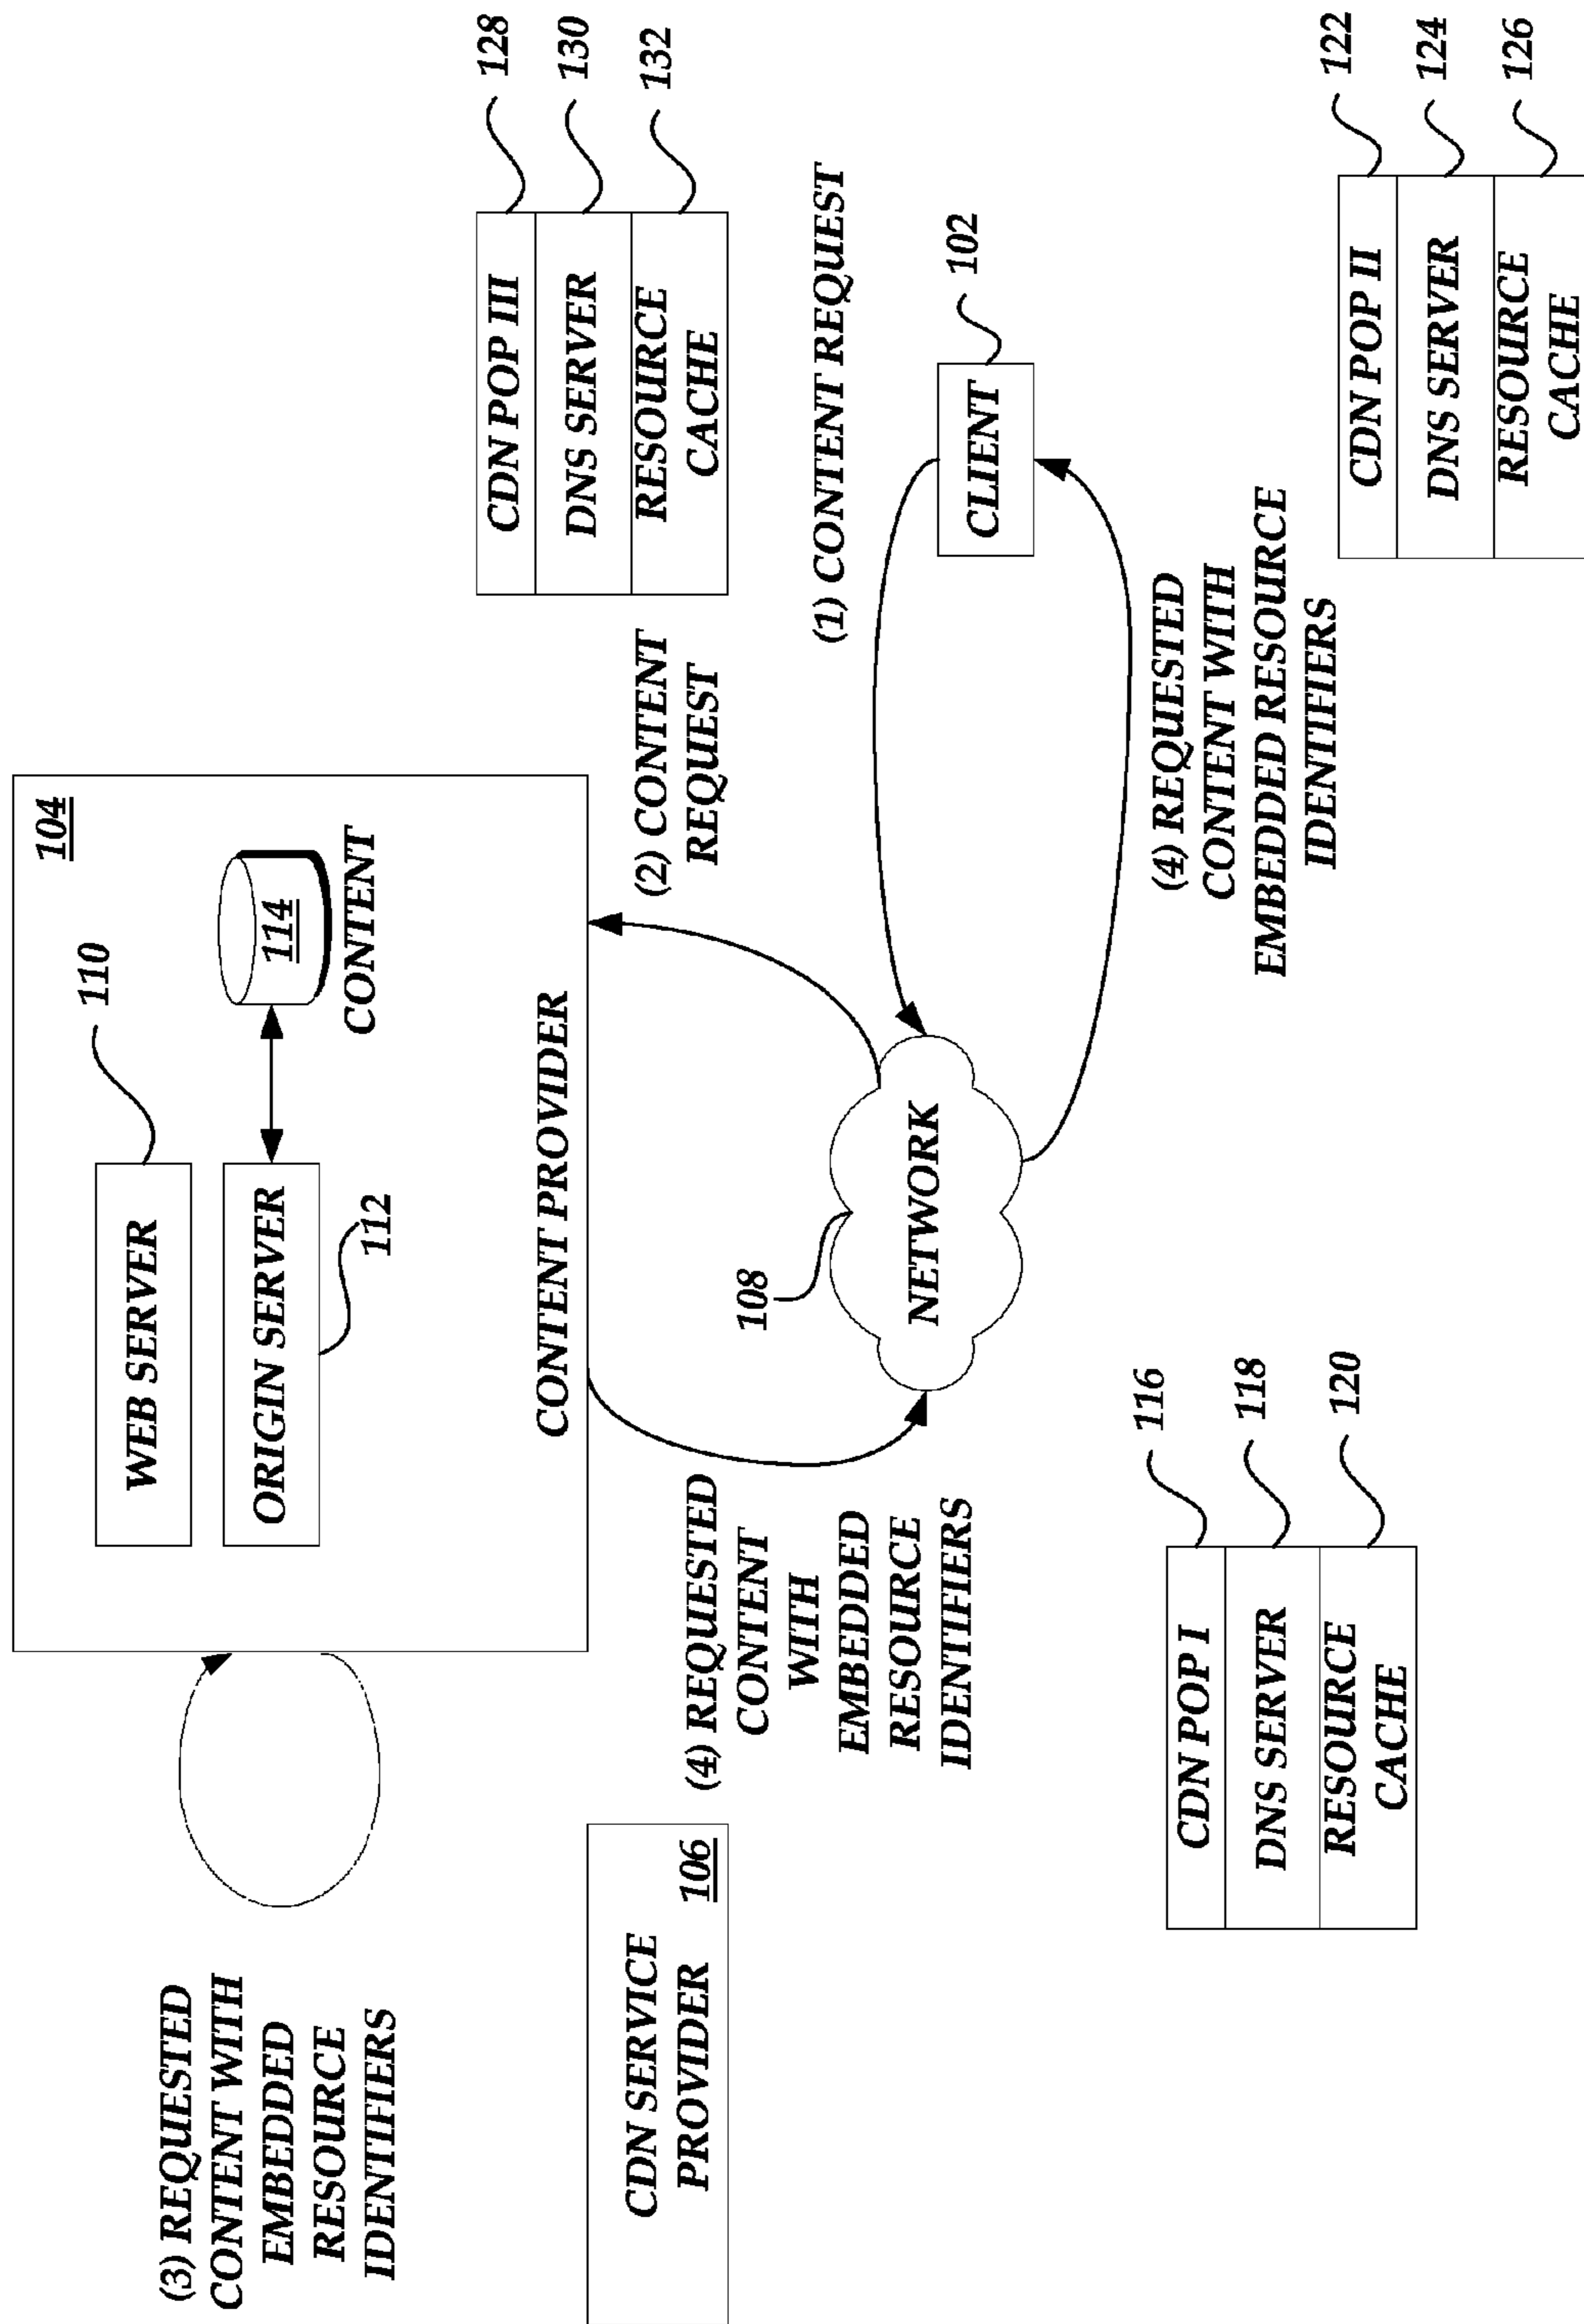 (3) REQUESTED
CONTENT WITH
EMBEDDED
RESOURCE
IDENTIFIERS
WEB SERVER
110
104
ORIGIN SERVER
112
114
CONTENT
CONTENT PROVIDER
CDN SERVICE
PROVIDER
106
(4) REQUESTED
CONTENT
WITH
EMBEDDED
RESOURCE
IDENTIFIERS
(2) CONTENT
REQUEST
CDN POP III
128
DNS SERVER
130
RESOURCE
CACHE
132
108
NETWORK
(1) CONTENT REQUEST
CLIENT
102
(4) REQUESTED
CONTENT WITH
EMBEDDED RESOURCE
IDENTIFIERS
CDN POP I
116
DNS SERVER
118
RESOURCE
CACHE
120
CDN POP II
122
DNS SERVER
124
RESOURCE
CACHE
126